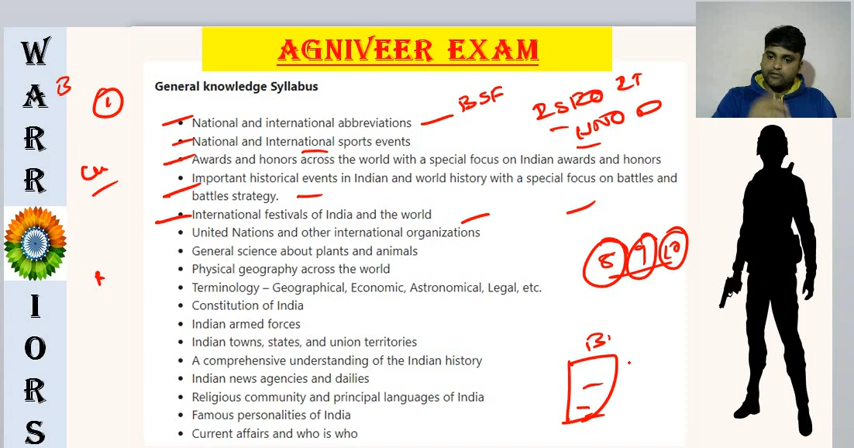 AGNIVEER EXAM
WARRIORS
General knowledge Syllabus
B
1
BSF
ISRO
UNO
• National and international abbreviations
• National and International sports events
• Awards and honors across the world with a special focus on Indian awards and honors
• Important historical events in Indian and world history with a special focus on battles and
battles strategy.
• International festivals of India and the world
• United Nations and other international organizations
• General science about plants and animals
• Physical geography across the world
• Terminology – Geographical, Economic, Astronomical, Legal, etc.
• Constitution of India
• Indian armed forces
• Indian towns, states, and union territories
• A comprehensive understanding of the Indian history
• Indian news agencies and dailies
• Religious community and principal languages of India
• Famous personalities of India
• Current affairs and who is who
8 9 10
B